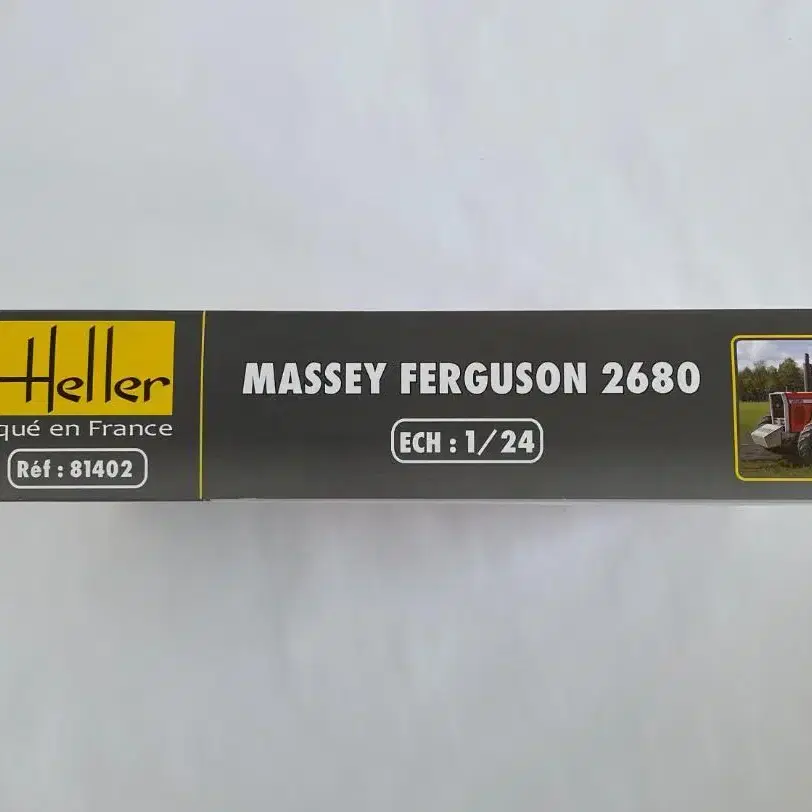 Heller
qué en France
Réf : 81402
MASSEY FERGUSON 2680
ECH : 1/24